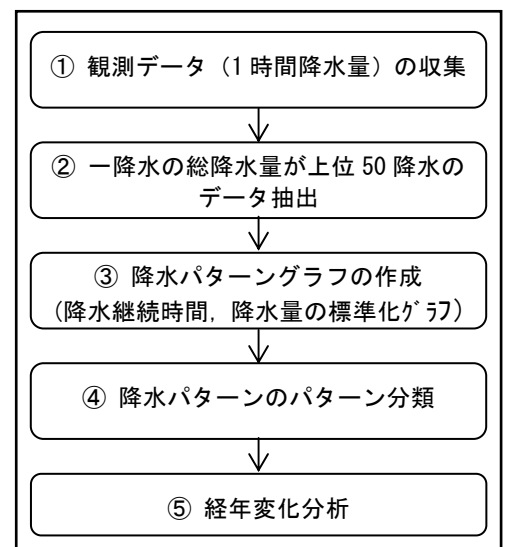 ① 観測データ（1時間降水量）の収集
② 一降水の総降水量が上位 50 降水の
データ抽出
③ 降水パターングラフの作成
（降水継続時間，降水量の標準化ｸﾞﾗﾌ）
④ 降水パターンのパターン分類
⑤ 経年変化分析